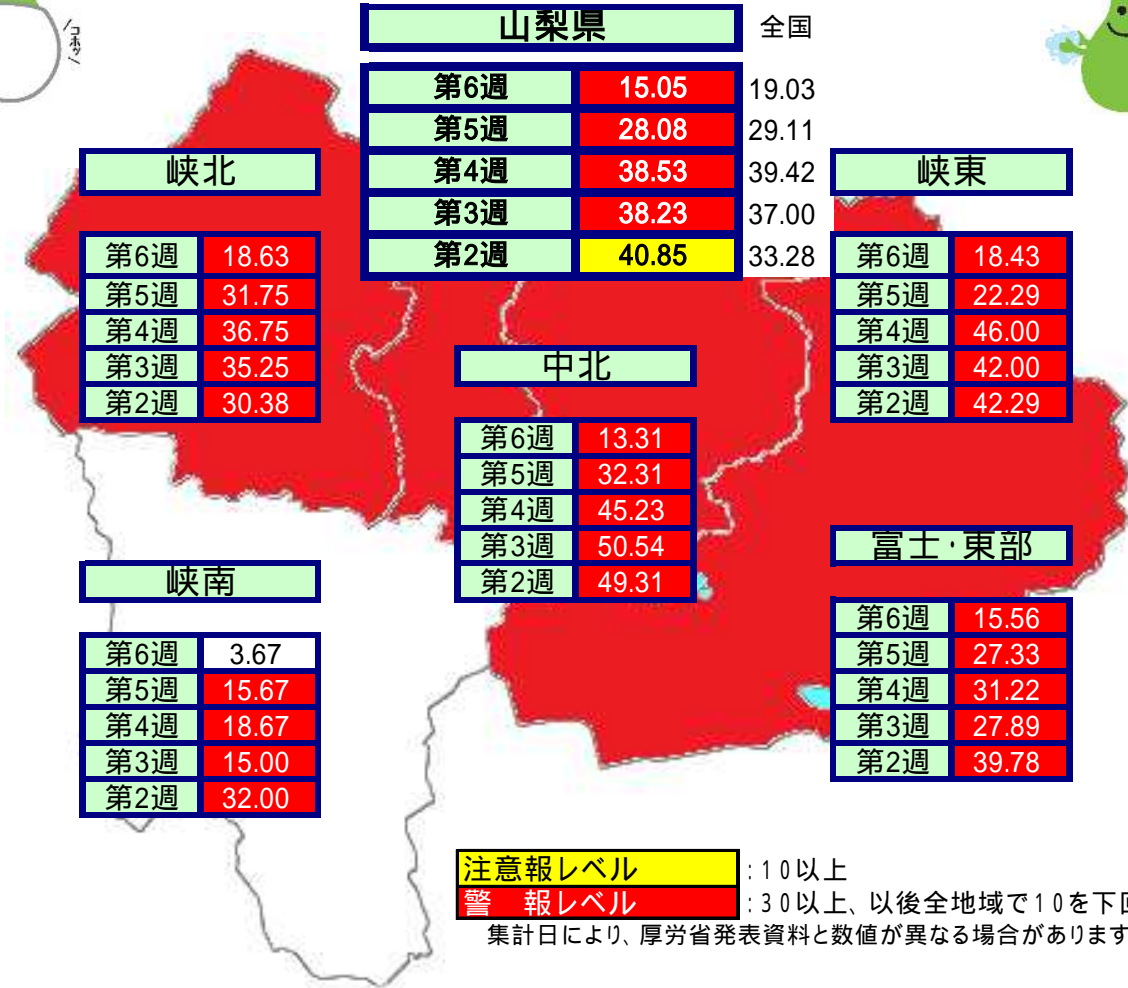 コホッ
山梨県 全国
第6週 15.05 19.03
第5週 28.08 29.11
第4週 38.53 39.42
第3週 38.23 37.00
第2週 40.85 33.28
峡北
第6週 18.63
第5週 31.75
第4週 36.75
第3週 35.25
第2週 30.38
峡東
第6週 18.43
第5週 22.29
第4週 46.00
第3週 42.00
第2週 42.29
中北
第6週 13.31
第5週 32.31
第4週 45.23
第3週 50.54
第2週 49.31
峡南
第6週 3.67
第5週 15.67
第4週 18.67
第3週 15.00
第2週 32.00
富士・東部
第6週 15.56
第5週 27.33
第4週 31.22
第3週 27.89
第2週 39.78
注意報レベル :10以上
警 報レベル :30以上、以後全地域で10を下回
集計日により、厚労省発表資料と数値が異なる場合があります